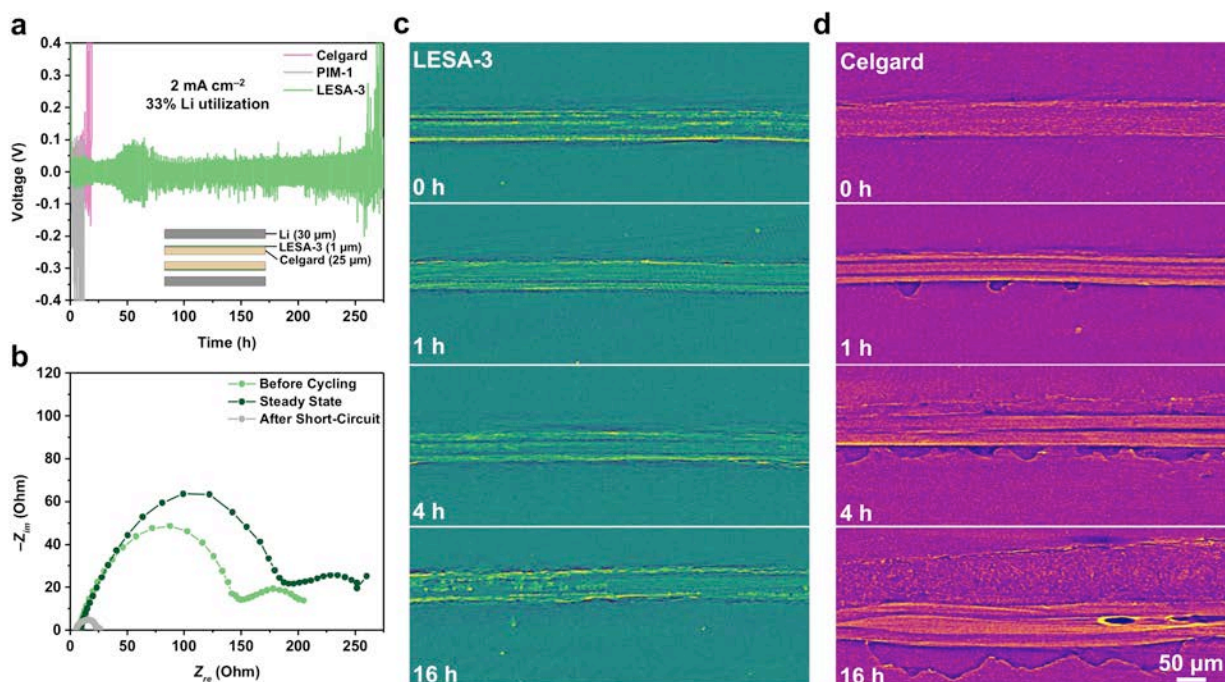 a
0.4
0.3
0.2
0.1
0.0
-0.1
-0.2
-0.3
-0.4
Voltage (V)
Celgard
PIM-1
LESA-3
2 mA cm⁻²
33% Li utilization
Li (30 μm)
LESA-3 (1 μm)
Celgard (25 μm)
0 50 100 150 200 250
Time (h)
b
120
100
80
60
40
20
0
−Zim (Ohm)
Before Cycling
Steady State
After Short-Circuit
0 50 100 150 200 250
Zre (Ohm)
c
LESA-3
0 h
1 h
4 h
16 h
d
Celgard
0 h
1 h
4 h
16 h
50 μm